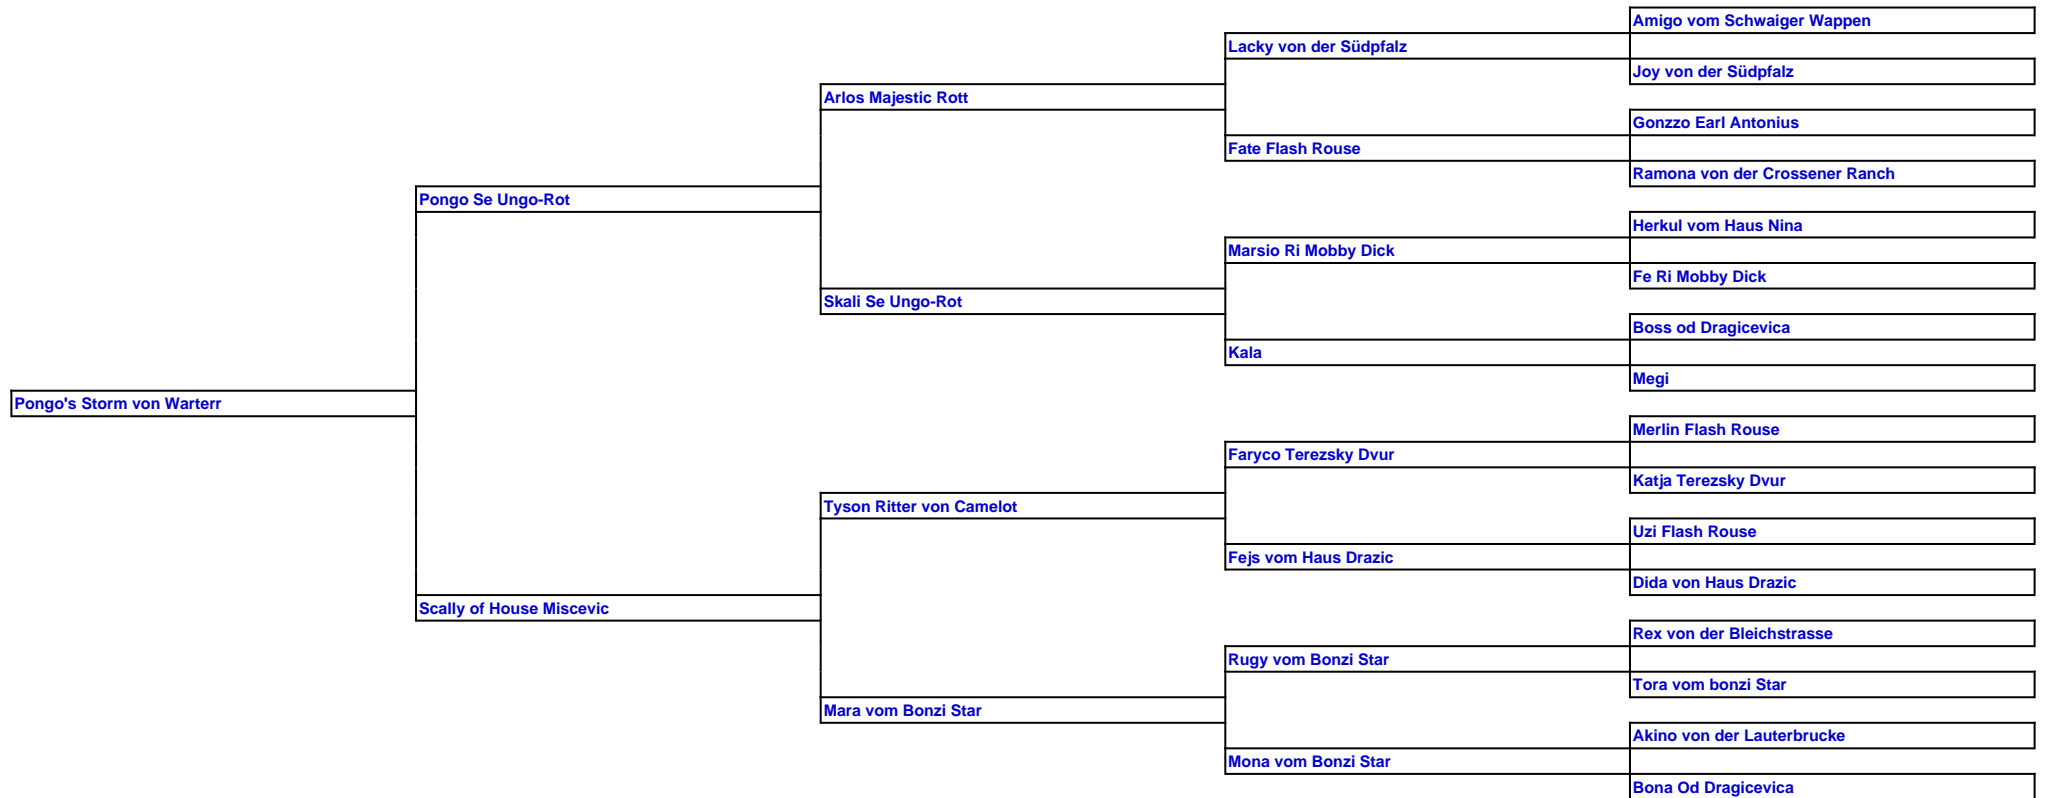 Amigo vom Schwaiger Wappen
Lacky von der Südpfalz
Joy von der Südpfalz
Arlos Majestic Rott
Gonzzo Earl Antonius
Fate Flash Rouse
Ramona von der Crossener Ranch
Pongo Se Ungo-Rot
Herkul vom Haus Nina
Marsio Ri Mobby Dick
Fe Ri Mobby Dick
Skali Se Ungo-Rot
Boss od Dragicevica
Kala
Megi
Pongo's Storm von Warterr
Merlin Flash Rouse
Faryco Terezsky Dvur
Katja Terezsky Dvur
Tyson Ritter von Camelot
Uzi Flash Rouse
Fejs vom Haus Drazic
Dida von Haus Drazic
Scally of House Miscevic
Rex von der Bleichstrasse
Rugy vom Bonzi Star
Tora vom bonzi Star
Mara vom Bonzi Star
Akino von der Lauterbrucke
Mona vom Bonzi Star
Bona Od Dragicevica